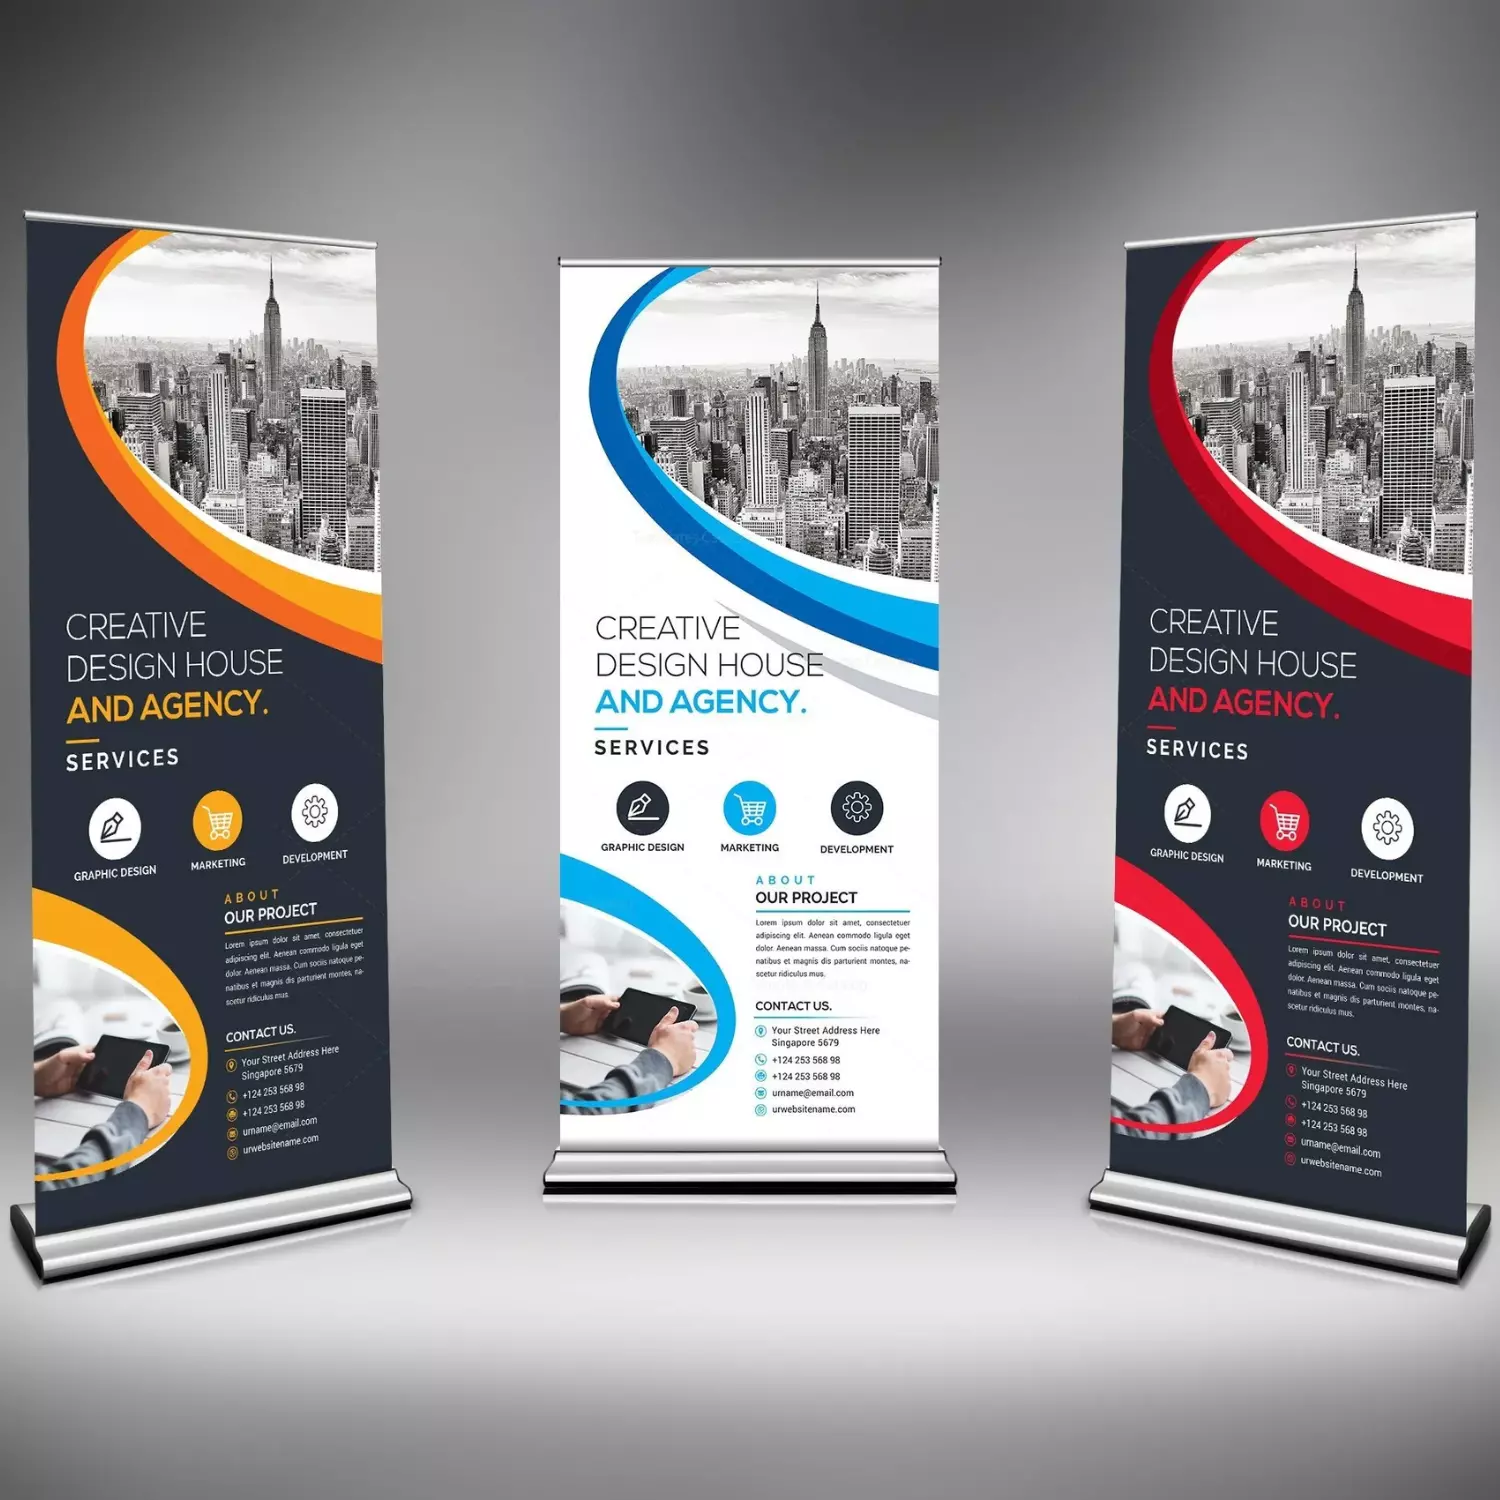 CREATIVE
DESIGN HOUSE
AND AGENCY.
SERVICES
GRAPHIC DESIGN
MARKETING
DEVELOPMENT
ABOUT
OUR PROJECT
Lorem ipsum dolor sit amet, consectetuer
adipiscing elit. Aenean commodo ligula eget
dolor. Aenean massa. Cum sociis natoque pe-
natibus et magnis dis parturient montes, na-
scetur ridiculus mus.
CONTACT US.
Your Street Address Here
Singapore 5679
+124 253 568 98
+124 253 568 98
urname@email.com
urwebsitename.com
CREATIVE
DESIGN HOUSE
AND AGENCY.
SERVICES
GRAPHIC DESIGN
MARKETING
DEVELOPMENT
ABOUT
OUR PROJECT
Lorem ipsum dolor sit amet, consectetuer
adipiscing elit. Aenean commodo ligula eget
dolor. Aenean massa. Cum sociis natoque pe-
natibus et magnis dis parturient montes, na-
scetur ridiculus mus.
CONTACT US.
Your Street Address Here
Singapore 5679
+124 253 568 98
+124 253 568 98
urname@email.com
urwebsitename.com
CREATIVE
DESIGN HOUSE
AND AGENCY.
SERVICES
GRAPHIC DESIGN
MARKETING
DEVELOPMENT
ABOUT
OUR PROJECT
Lorem ipsum dolor sit amet, consectetuer
adipiscing elit. Aenean commodo ligula eget
dolor. Aenean massa. Cum sociis natoque pe-
natibus et magnis dis parturient montes, na-
scetur ridiculus mus.
CONTACT US.
Your Street Address Here
Singapore 5679
+124 253 568 98
+124 253 568 98
urname@email.com
urwebsitename.com